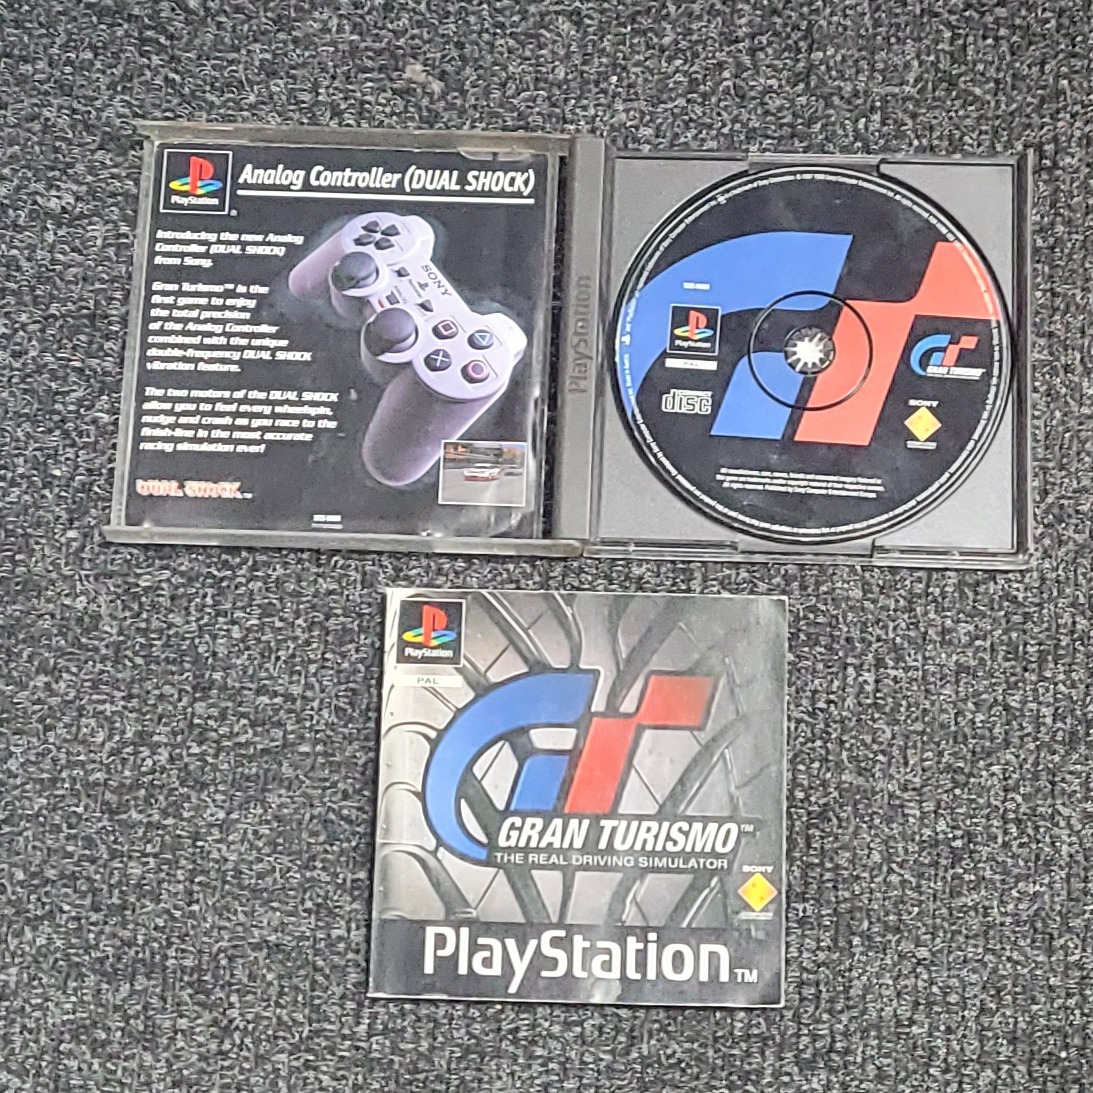 PlayStation
Analog Controller (DUAL SHOCK)
Introducing the new Analog
Controller (DUAL SHOCK)
from Sony.
Gran Turismo™ is the
first game to enjoy
the total precision
of the Analog Controller
combined with the unique
double-frequency DUAL SHOCK
vibration feature.
The two motors of the DUAL SHOCK
allow you to feel every wheelspin,
nudge and crash as you race to the
finish-line in the most accurate
racing simulation ever!
SONY
DUAL SHOCK™
PlayStation
PlayStation
PAL
disc
GRAN TURISMO
SONY
PlayStation
PAL
GRAN TURISMO™
THE REAL DRIVING SIMULATOR
SONY
PlayStation™